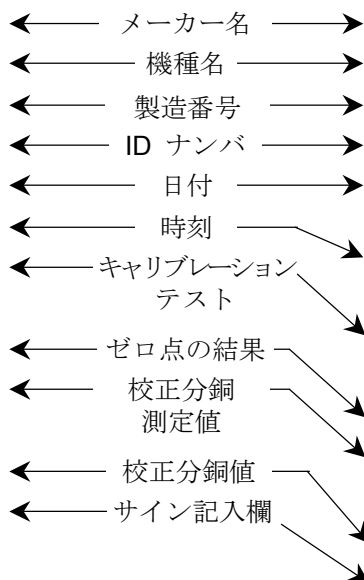 メーカー名
機種名
製造番号
ID ナンバ
日付
時刻
キャリブレーション
テスト
ゼロ点の結果
校正分銅
測定値
校正分銅値
サイン記入欄